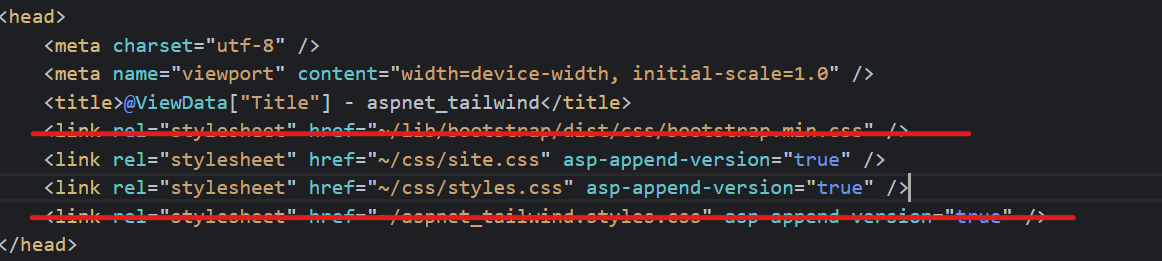 <head>
<meta charset="utf-8" />
<meta name="viewport" content="width=device-width, initial-scale=1.0" />
<title>@ViewData["Title"] - aspnet_tailwind</title>
<link rel="stylesheet" href="~/lib/bootstrap/dist/css/bootstrap.min.css" />
<link rel="stylesheet" href="~/css/site.css" asp-append-version="true" />
<link rel="stylesheet" href="~/css/styles.css" asp-append-version="true" />
<link rel="stylesheet" href="~/aspnet_tailwind.styles.css" asp-append-version="true" />
</head>